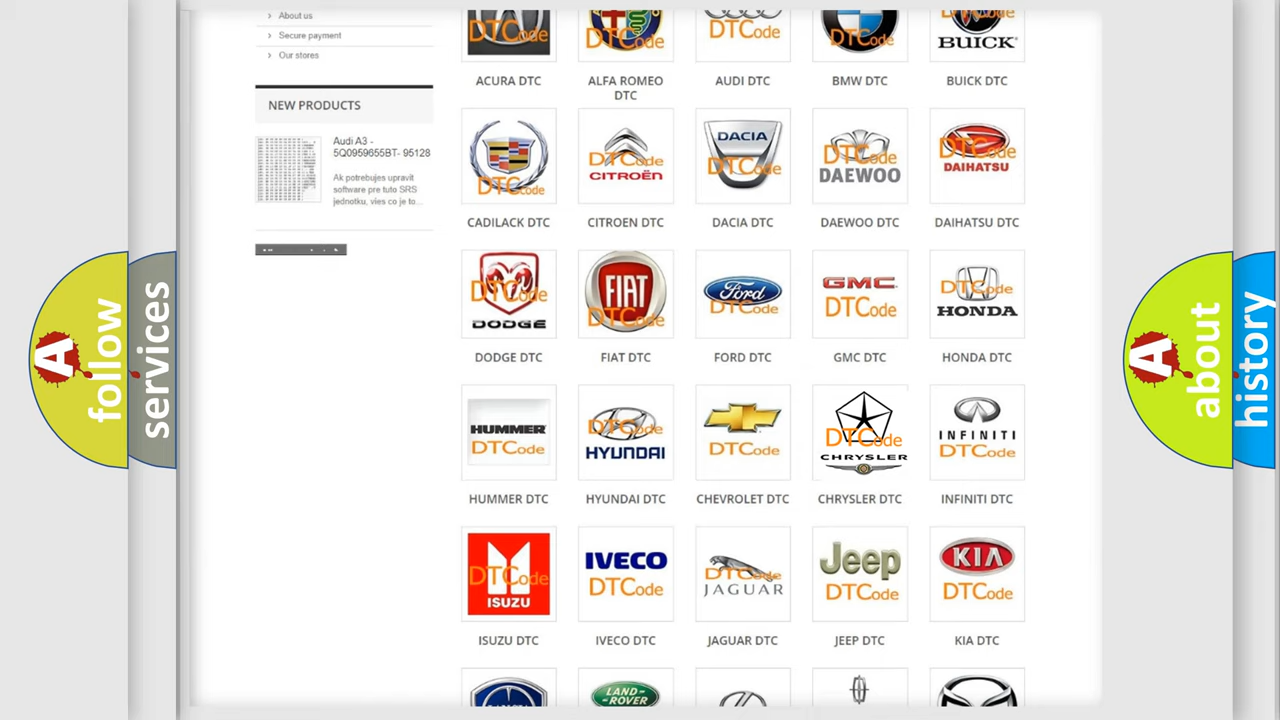 About us
Secure payment
Our stores
NEW PRODUCTS
Audi A3 -
5Q0959655BT- 95128
Ak potrebujes upravit
software pre tuto SRS
jednotku, vies co je to...
DTCode
DTCode
DTCode
DTCode
BUICK
ACURA DTC
ALFA ROMEO
DTC
AUDI DTC
BMW DTC
BUICK DTC
DTCode
DTCode
CITROËN
DACIA
DTCode
DTCode
DAEWOO
DTCode
DAIHATSU
CADILACK DTC
CITROEN DTC
DACIA DTC
DAEWOO DTC
DAIHATSU DTC
DTCode
DODGE
FIAT
DTCode
Ford
DTCode
GMC
DTCode
DTCode
HONDA
DODGE DTC
FIAT DTC
FORD DTC
GMC DTC
HONDA DTC
HUMMER
DTCode
DTCode
HYUNDAI
DTCode
DTCode
CHRYSLER
INFINITI
DTCode
HUMMER DTC
HYUNDAI DTC
CHEVROLET DTC
CHRYSLER DTC
INFINITI DTC
DTCode
ISUZU
IVECO
DTCode
DTCode
JAGUAR
Jeep
DTCode
KIA
DTCode
ISUZU DTC
IVECO DTC
JAGUAR DTC
JEEP DTC
KIA DTC
LAND-
ROVER
A
follow
services
A
about
history